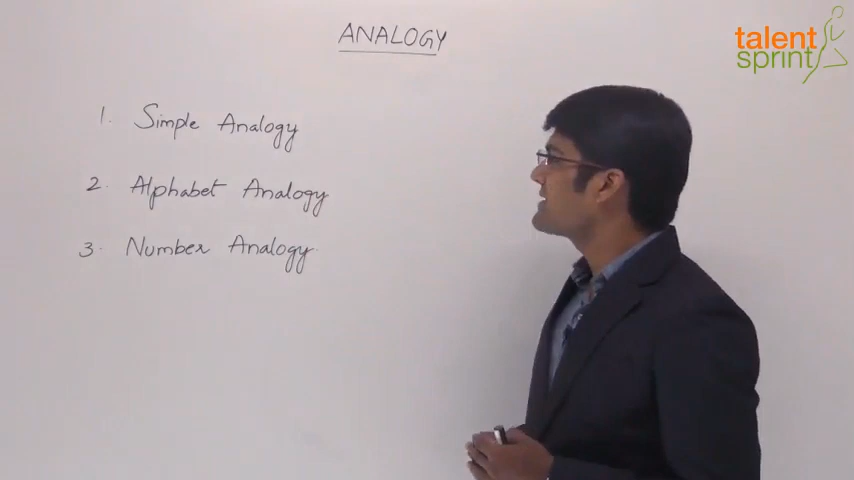 ANALOGY
talent
sprint
1. Simple Analogy
2. Alphabet Analogy
3. Number Analogy